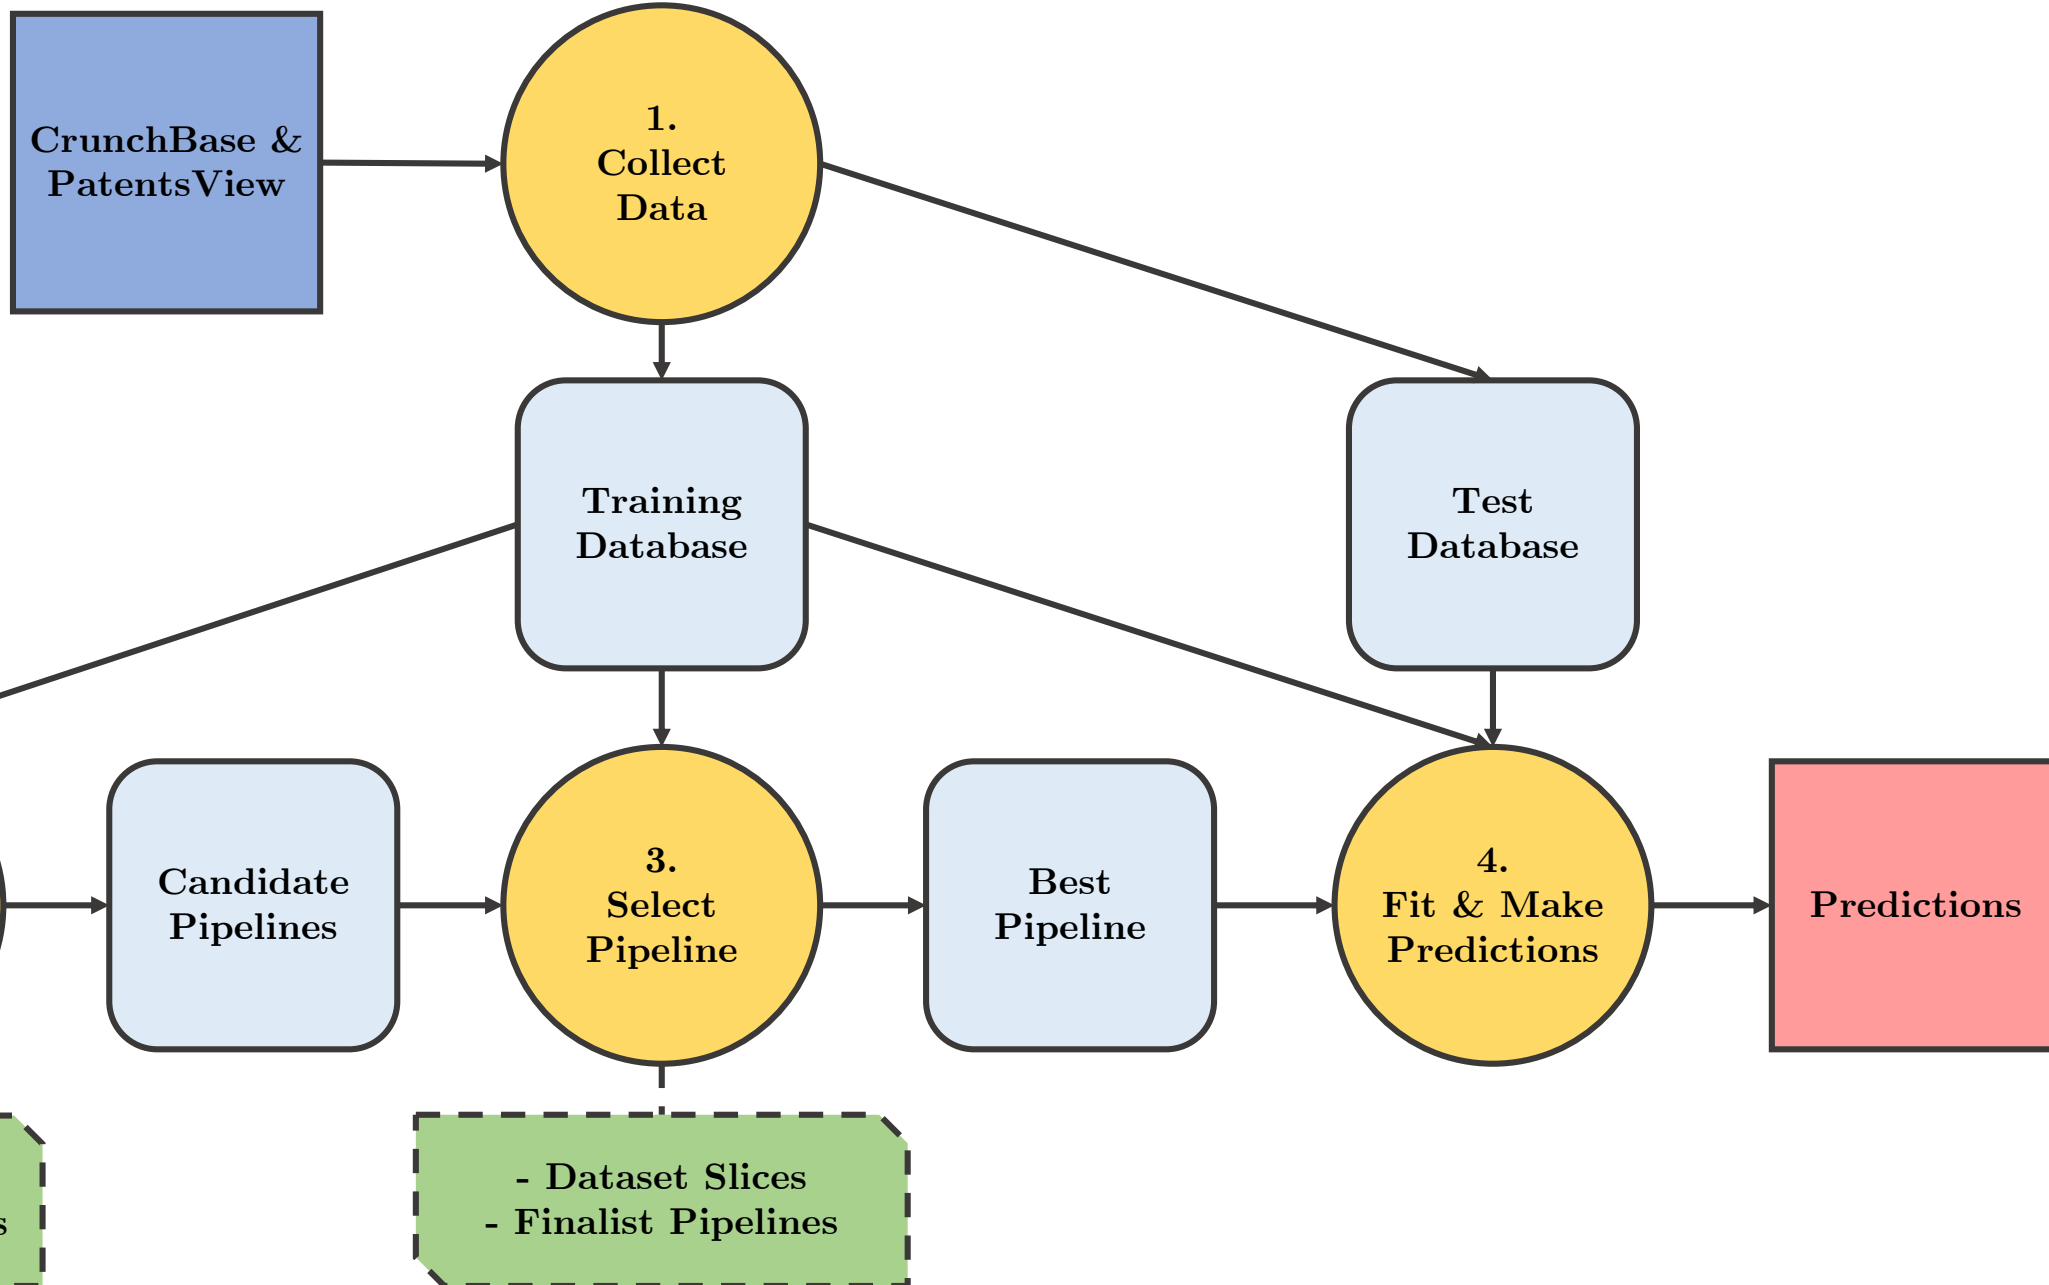 CrunchBase &
PatentsView
1.
Collect
Data
Training
Database
Test
Database
Candidate
Pipelines
3.
Select
Pipeline
Best
Pipeline
4.
Fit & Make
Predictions
Predictions
- Dataset Slices
- Finalist Pipelines